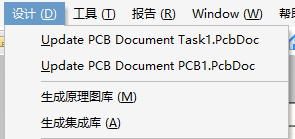 设计 (D) 工具 (T) 报告 (R) Window (W)
Update PCB Document Task1.PcbDoc
Update PCB Document PCB1.PcbDoc
生成原理图库 (M)
生成集成库 (A)